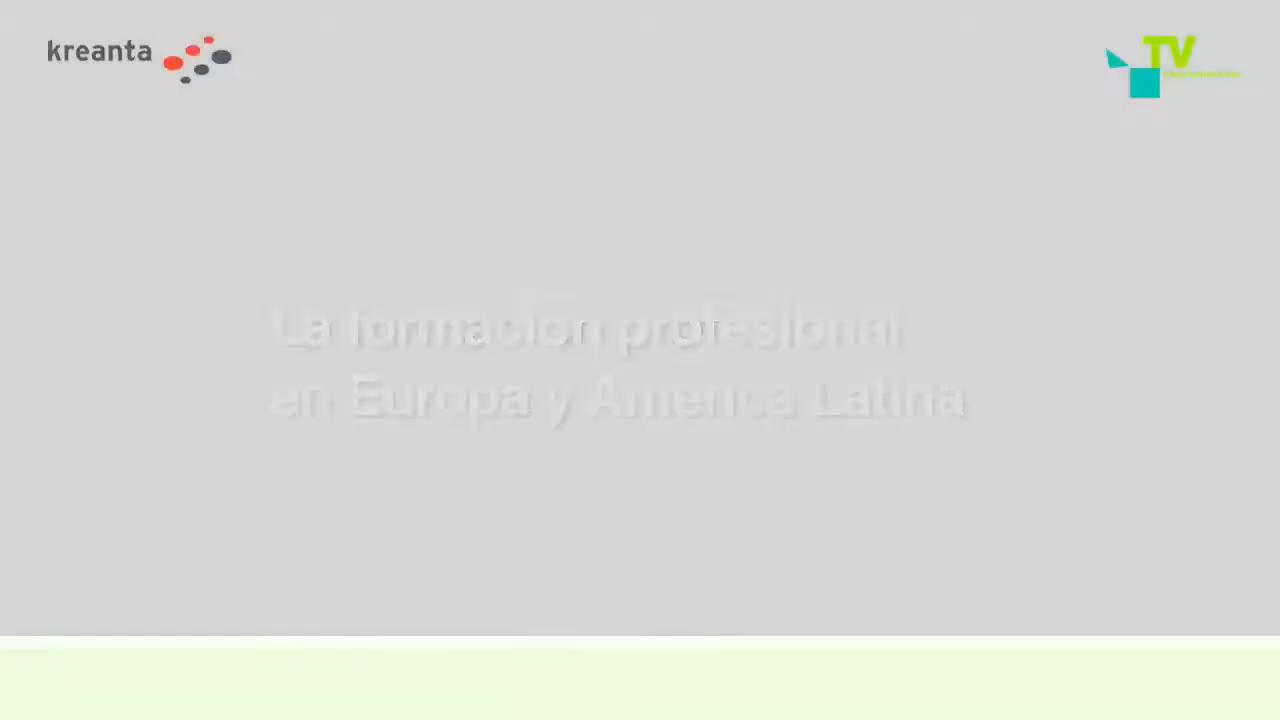 kreanta
TV
La formación profesional
en Europa y América Latina